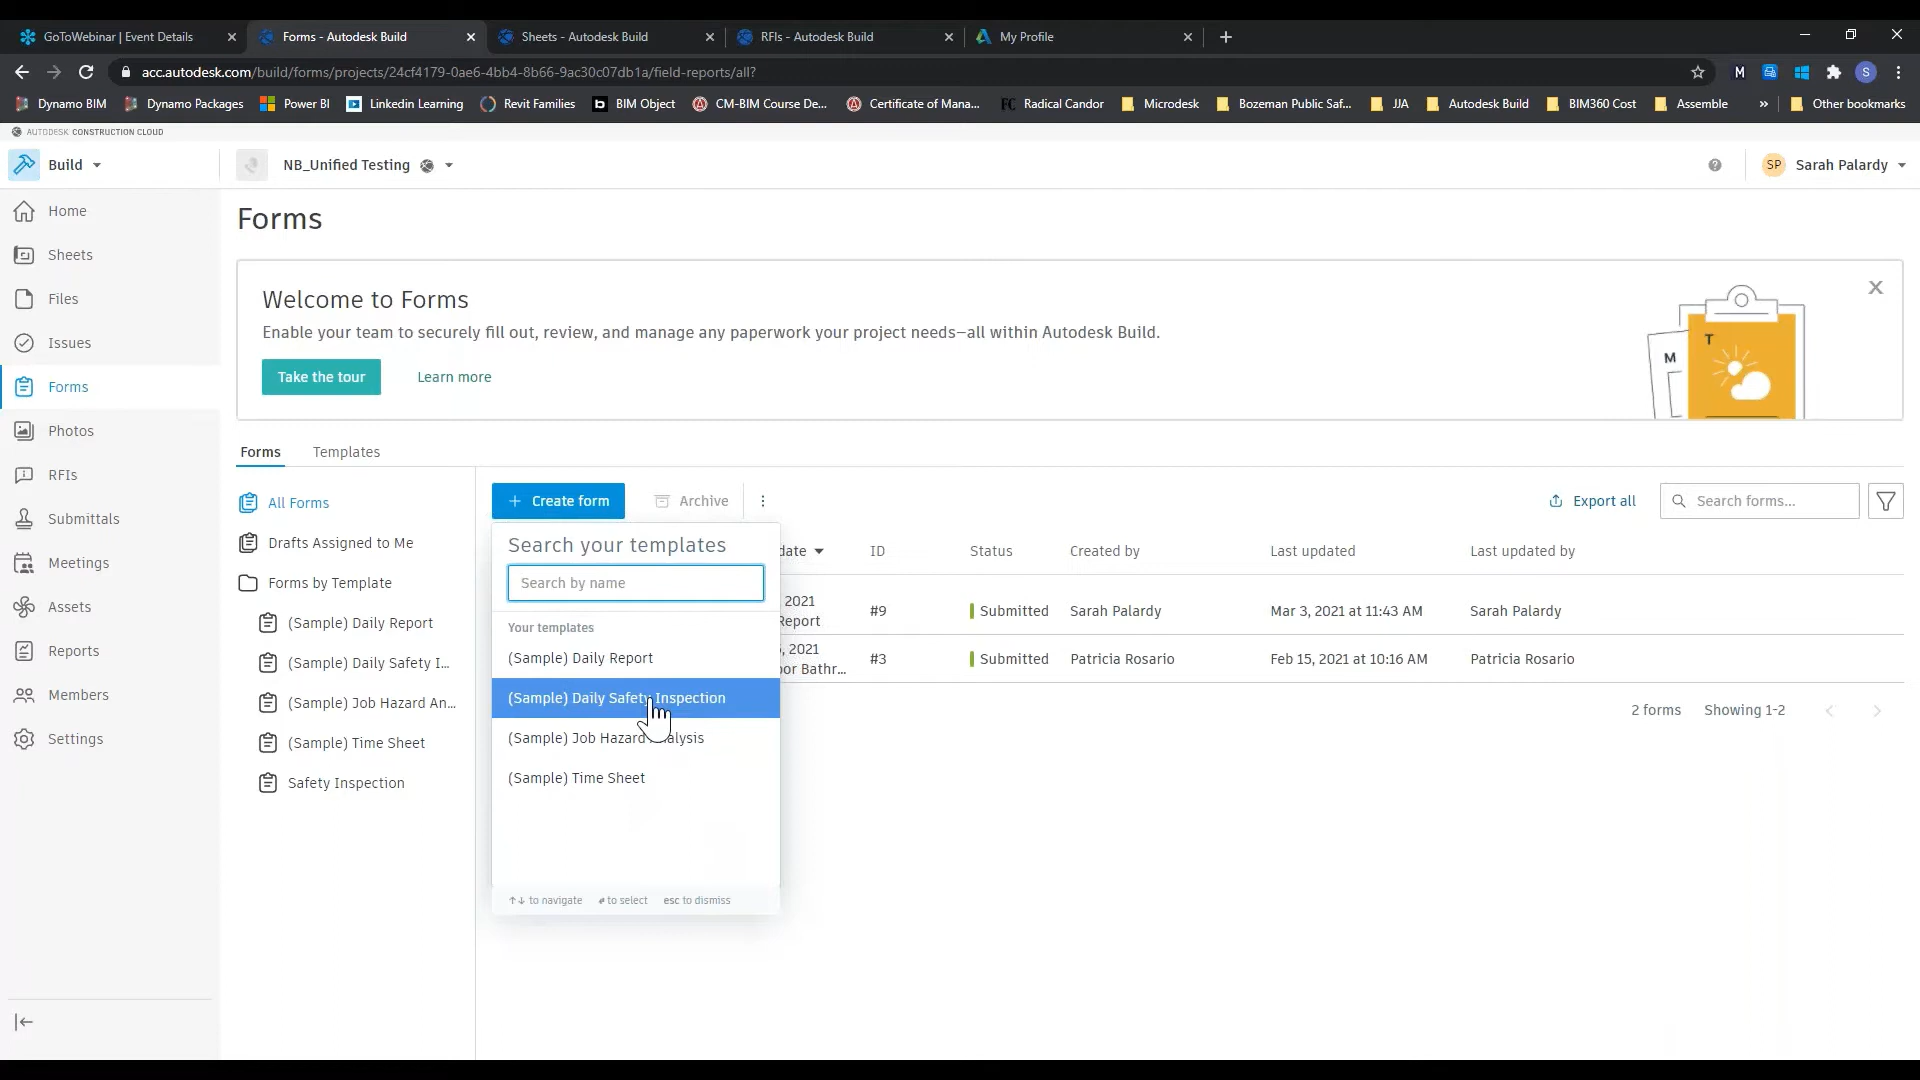 GoToWebinar | Event Details
Forms - Autodesk Build
Sheets - Autodesk Build
RFIs - Autodesk Build
My Profile
acc.autodesk.com/build/forms/projects/24cf4179-0ae6-4bb4-8b66-9ac30c07db1a/field-reports/all?
M
S
Dynamo BIM
Dynamo Packages
Power BI
Linkedin Learning
Revit Families
b
BIM Object
CM-BIM Course De...
Certificate of Mana...
FC
Radical Candor
Microdesk
Bozeman Public Saf...
JJA
Autodesk Build
BIM360 Cost
Assemble
»
Other bookmarks
AUTODESK CONSTRUCTION CLOUD
Build
NB_Unified Testing
SP
Sarah Palardy
Home
Sheets
Files
Issues
Forms
Photos
RFIs
Submittals
Meetings
Assets
Reports
Members
Settings
Forms
Welcome to Forms
Enable your team to securely fill out, review, and manage any paperwork your project needs—all within Autodesk Build.
Take the tour
Learn more
M
T
Forms
Templates
All Forms
Drafts Assigned to Me
Forms by Template
(Sample) Daily Report
(Sample) Daily Safety I...
(Sample) Job Hazard An...
(Sample) Time Sheet
Safety Inspection
+ Create form
Archive
Export all
Search forms...
Search your templates
Search by name
Your templates
(Sample) Daily Report
(Sample) Daily Safety Inspection
(Sample) Job Hazard alysis
(Sample) Time Sheet
↑↓ to navigate
to select
esc to dismiss
date
ID
Status
Created by
Last updated
Last updated by
2021
Report
#9
Submitted
Sarah Palardy
Mar 3, 2021 at 11:43 AM
Sarah Palardy
, 2021
oor Bathr...
#3
Submitted
Patricia Rosario
Feb 15, 2021 at 10:16 AM
Patricia Rosario
2 forms
Showing 1-2